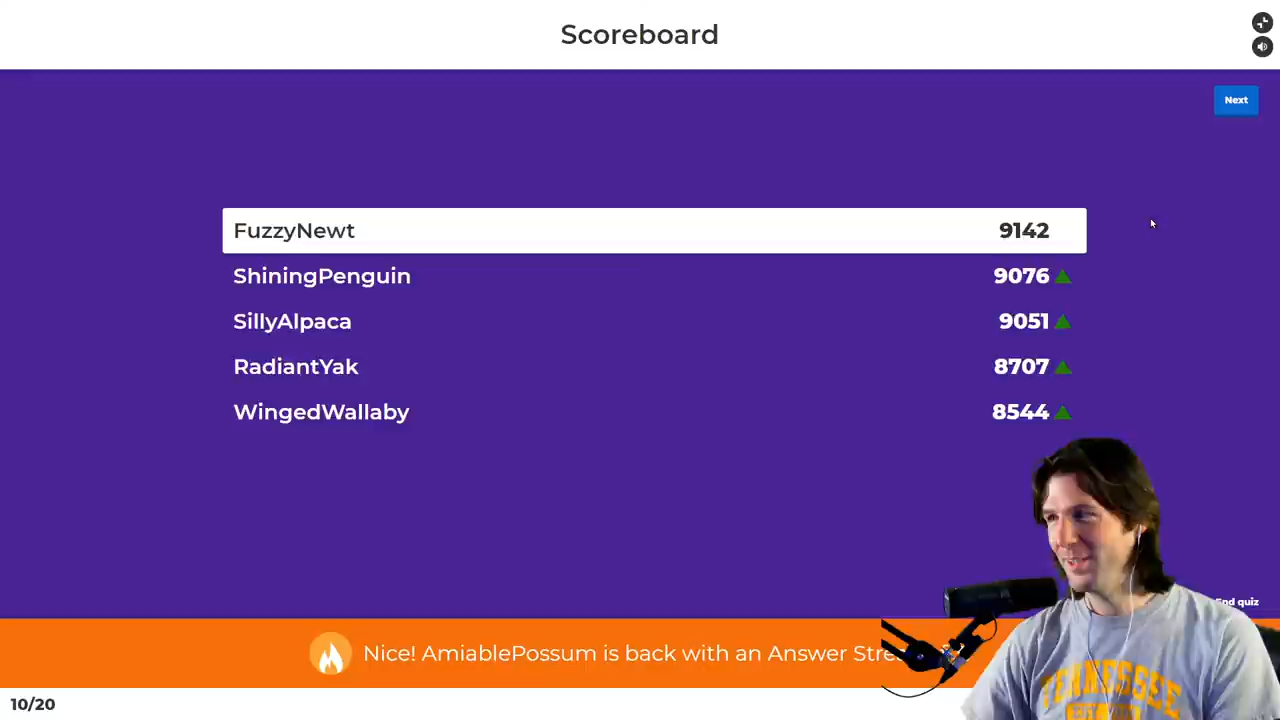 Scoreboard
Next
FuzzyNewt 9142
ShiningPenguin 9076
SillyAlpaca 9051
RadiantYak 8707
WingedWallaby 8544
End quiz
Nice! AmiablePossum is back with an Answer
10/20
TENNESSEE